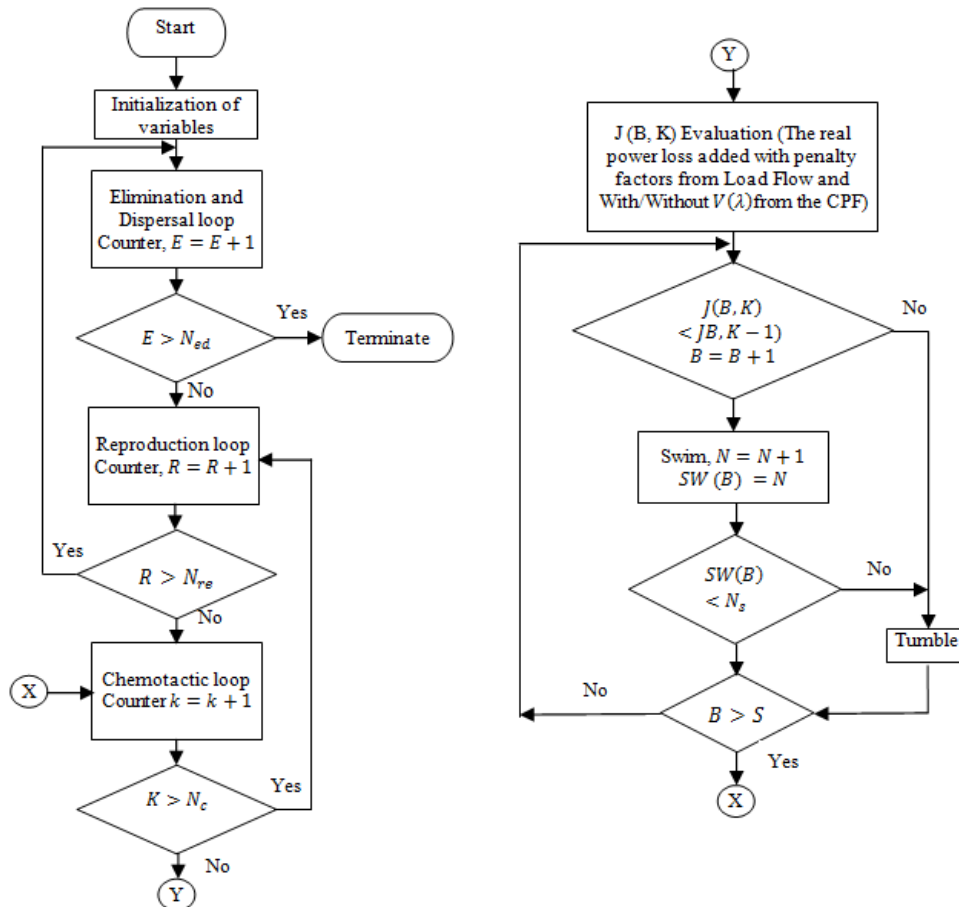 Start
Initialization of
variables
Elimination and
Dispersal loop
Counter, E = E + 1
Yes
E > N_ed
Terminate
No
Reproduction loop
Counter, R = R + 1
Yes
R > N_re
No
X
Chemotactic loop
Counter k = k + 1
Yes
K > N_c
No
Y
Y
J (B, K) Evaluation (The real
power loss added with penalty
factors from Load Flow and
With/Without V(λ)from the CPF)
J(B, K)
< JB, K − 1)
B = B + 1
No
Swim, N = N + 1
SW (B) = N
SW(B)
< N_s
No
Tumble
No
B > S
Yes
X